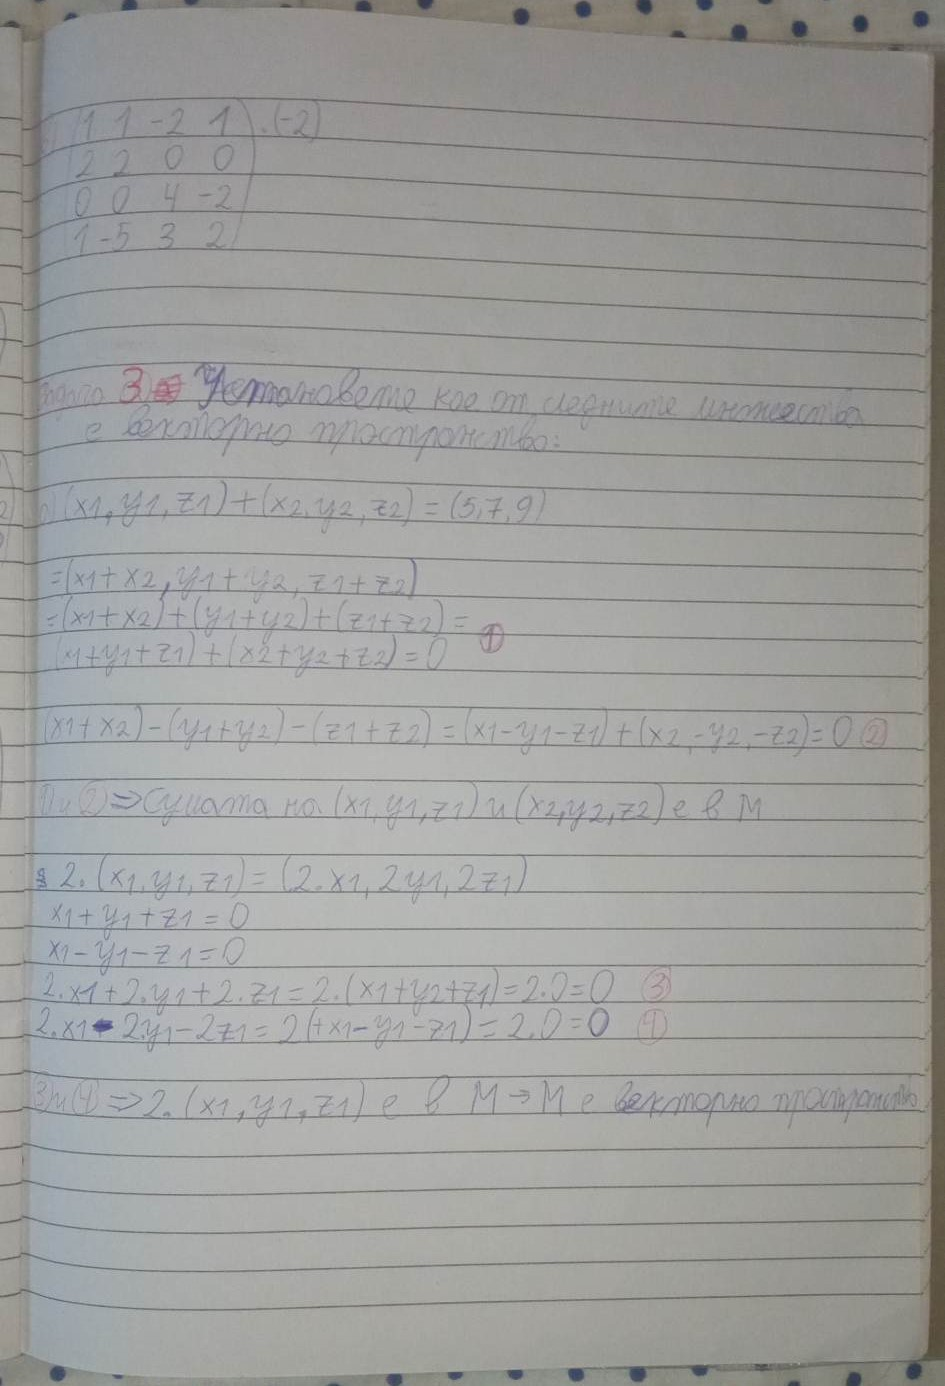 1 1 -2 1 .(-2)
2 2 0 0
0 0 4 -2
1 -5 3 2
Задача 3 Установете кое от следните множества
е векторно пространство:
(x1, y1, z1) + (x2, y2, z2) = (5, 7, 9)
= (x1 + x2, y1 + y2, z1 + z2)
= (x1 + x2) + (y1 + y2) + (z1 + z2) =
(x1 + y1 + z1) + (x2 + y2 + z2) = 0 ①
(x1 + x2) - (y1 + y2) - (z1 + z2) = (x1 - y1 - z1) + (x2, -y2, -z2) = 0 ②
① и ② ⇒ Сумата на (x1, y1, z1) и (x2, y2, z2) е в M
2. (x1, y1, z1) = (2.x1, 2y1, 2z1)
x1 + y1 + z1 = 0
x1 - y1 - z1 = 0
2.x1 + 2.y1 + 2.z1 = 2.(x1 + y2 + z1) = 2.0 = 0 ③
2.x1 - 2.y1 - 2z1 = 2(+x1 - y1 - z1) = 2.0 = 0 ④
③ и ④ ⇒ 2. (x1, y1, z1) е в M → M е векторно пространство